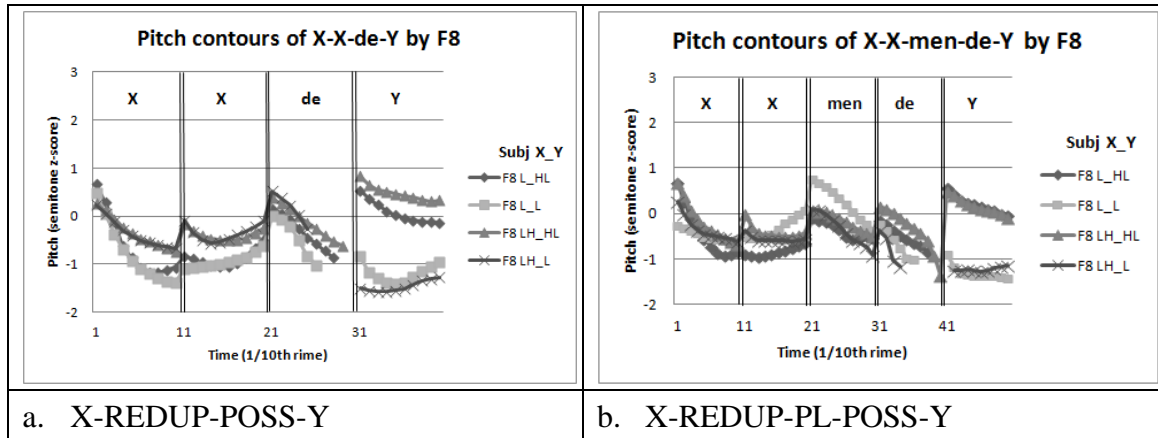 Pitch contours of X-X-de-Y by F8
Pitch (semitone z-score)
3
2
1
0
-1
-2
X X de Y
1 11 21 31
Time (1/10th rime)
Subj X_Y
F8 L_HL
F8 L_L
F8 LH_HL
F8 LH_L
a. X-REDUP-POSS-Y
Pitch contours of X-X-men-de-Y by F8
Pitch (semitone z-score)
3
2
1
0
-1
-2
X X men de Y
1 11 21 31 41
Time (1/10th rime)
Subj X_Y
F8 L_HL
F8 L_L
F8 LH_HL
F8 LH_L
b. X-REDUP-PL-POSS-Y